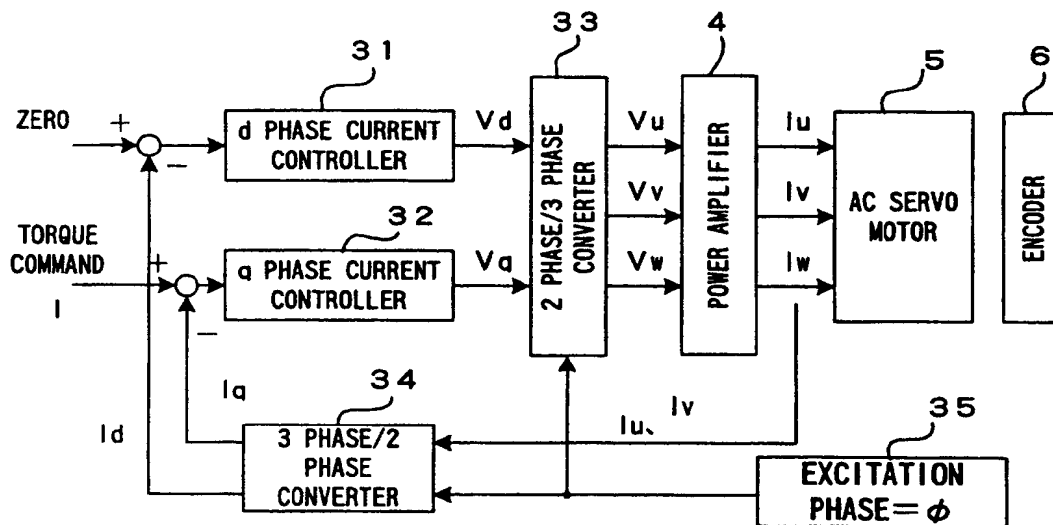 31
33
4
5
6
ZERO
+
−
d PHASE CURRENT
CONTROLLER
Vd
2 PHASE/3 PHASE
CONVERTER
Vu
Vv
Vw
POWER AMPLIFIER
Iu
Iv
Iw
AC SERVO
MOTOR
ENCODER
TORQUE
COMMAND
I
+
−
32
q PHASE CURRENT
CONTROLLER
Vq
Iq
Id
34
3 PHASE/2
PHASE
CONVERTER
Iu、
Iv
35
EXCITATION
PHASE=φ